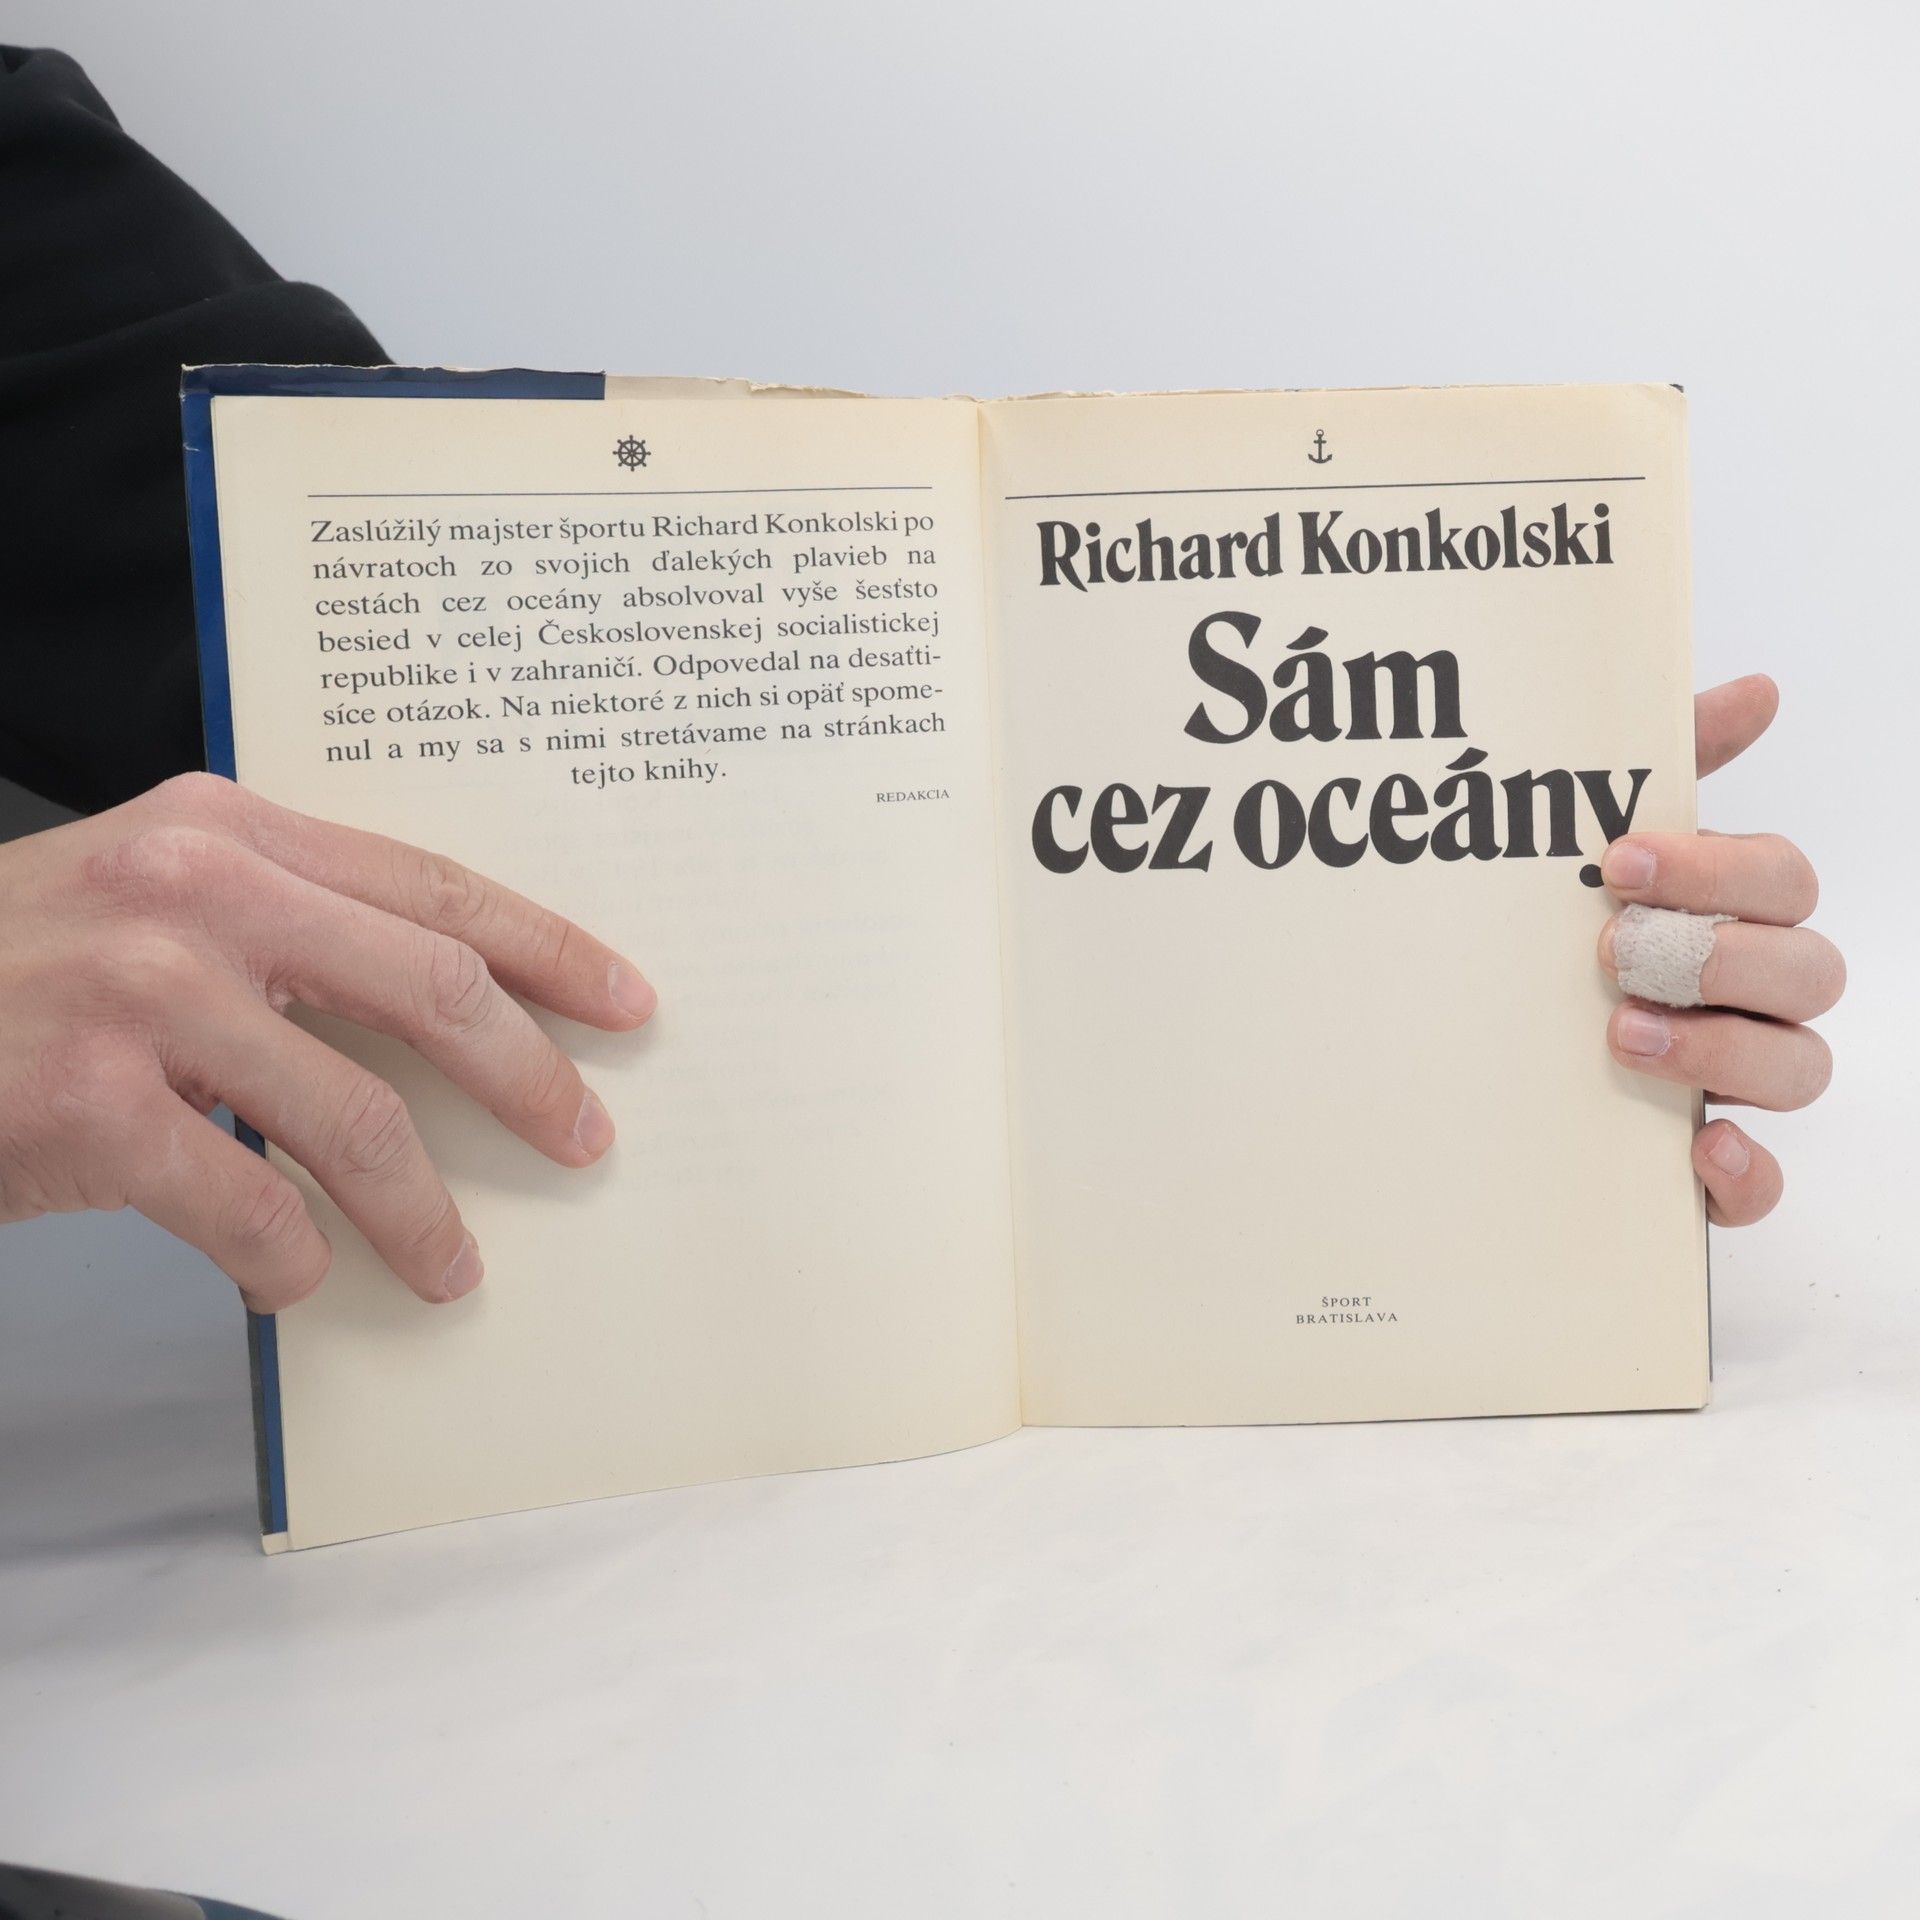 Zaslúžilý majster športu Richard Konkolski po
návratoch zo svojich ďalekých plavieb na
cestách cez oceány absolvoval vyše šesťsto
besied v celej Československej socialistickej
republike i v zahraničí. Odpovedal na desaťti-
síce otázok. Na niektoré z nich si opäť spome-
nul a my sa s nimi stretávame na stránkach
tejto knihy.
REDAKCIA
Richard Konkolski
Sám
cez oceány
ŠPORT
BRATISLAVA